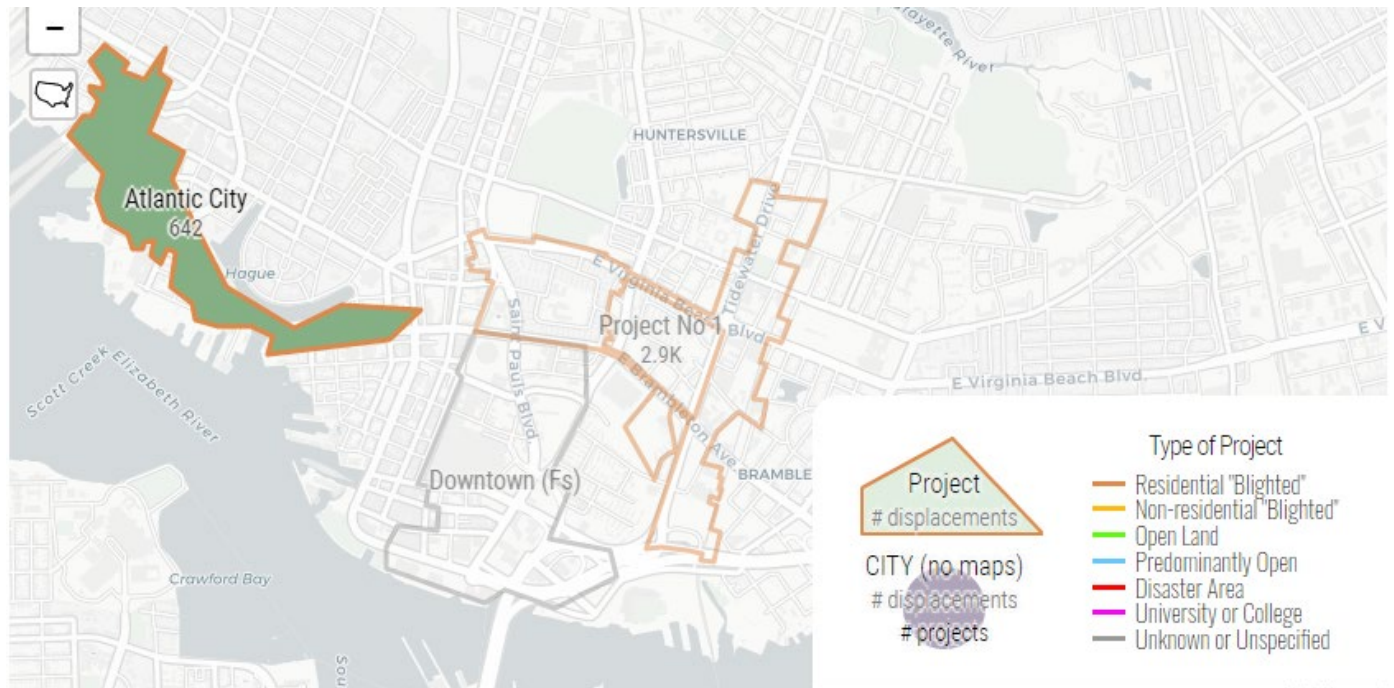 −
ayette River
HUNTERSVILLE
Atlantic City
642
Hague
E Virginia Beach Blvd.
Tidewater Drive
Saint Pauls Blvd.
Project No 1
2.9K
E Brambleton Ave
E V
E Virginia Beach Blvd.
Scott Creek
Elizabeth River
Downtown (Fs)
BRAMBLE
Crawford Bay
Sou
Project
# displacements
CITY (no maps)
# displacements
# projects
Type of Project
Residential "Blighted"
Non-residential "Blighted"
Open Land
Predominantly Open
Disaster Area
University or College
Unknown or Unspecified